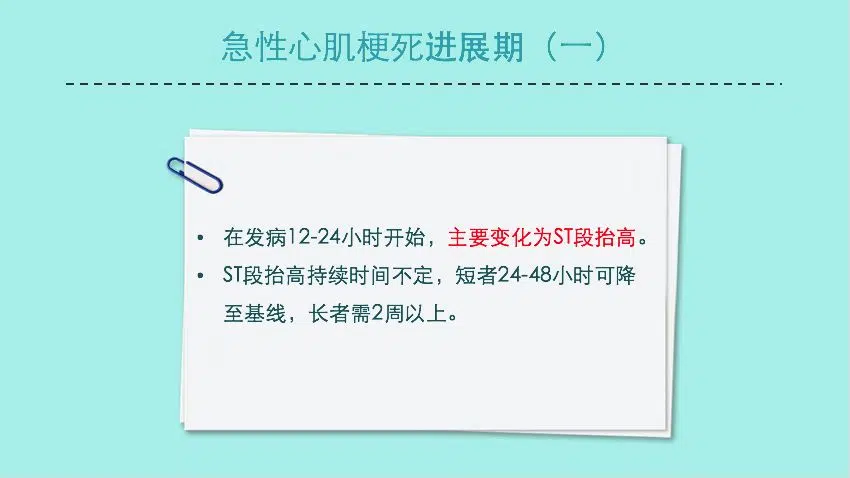 急性心肌梗死进展期（一）
• 在发病12-24小时开始，主要变化为ST段抬高。
• ST段抬高持续时间不定，短者24-48小时可降
至基线，长者需2周以上。